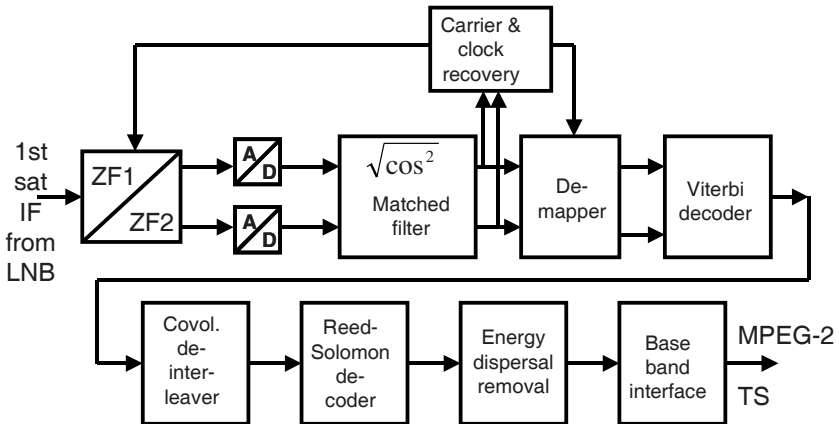 Carrier &
clock
recovery
1st
sat
IF
from
LNB
ZF1
ZF2
A
D
A
D
√cos²
Matched
filter
De-
mapper
Viterbi
decoder
Covol.
de-
inter-
leaver
Reed-
Solomon
de-
coder
Energy
dispersal
removal
Base
band
interface
MPEG-2
TS